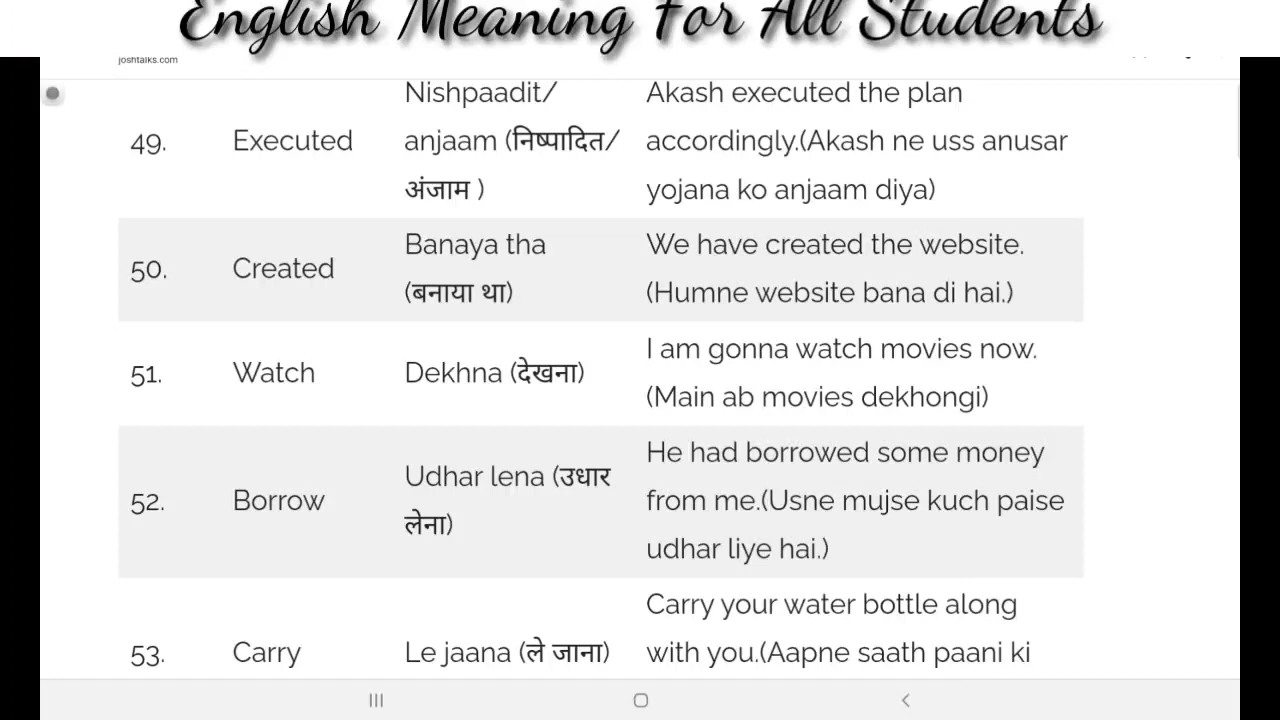 English Meaning For All Students
joshtalks.com
Nishpaadit/
anjaam (निष्पादित/
अंजाम )
49.
Executed
Akash executed the plan
accordingly.(Akash ne uss anusar
yojana ko anjaam diya)
50.
Created
Banaya tha
(बनाया था)
We have created the website.
(Humne website bana di hai.)
51.
Watch
Dekhna (देखना)
I am gonna watch movies now.
(Main ab movies dekhongi)
52.
Borrow
Udhar lena (उधार
लेना)
He had borrowed some money
from me.(Usne mujse kuch paise
udhar liye hai.)
53.
Carry
Le jaana (ले जाना)
Carry your water bottle along
with you.(Aapne saath paani ki